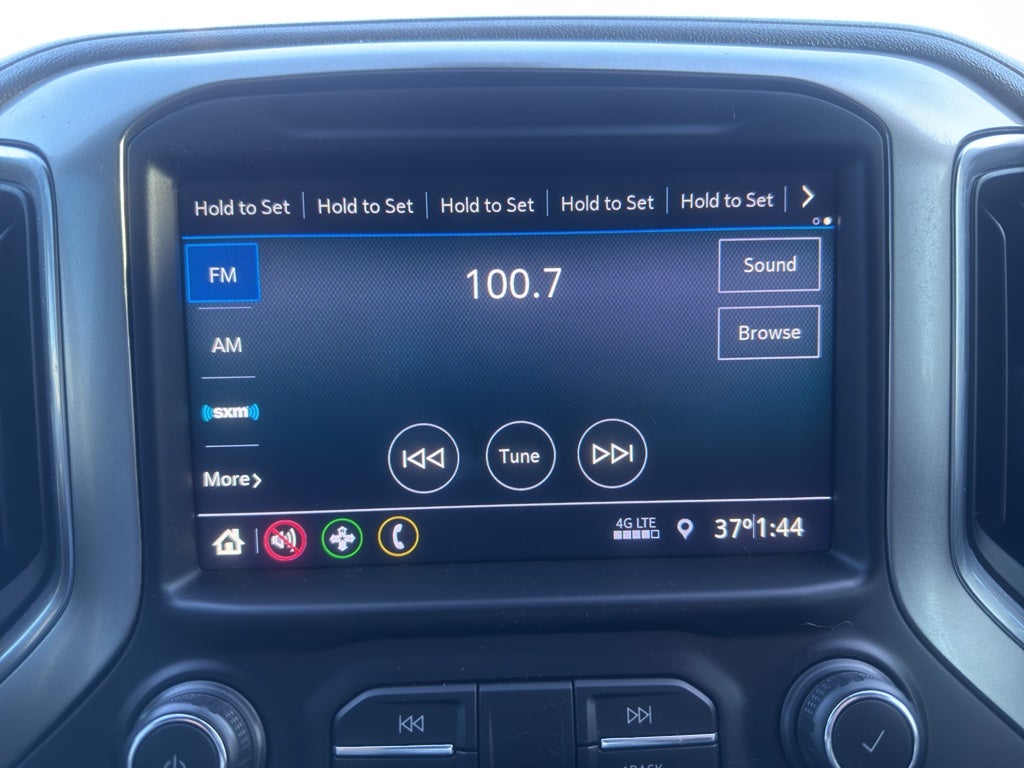 Hold to Set Hold to Set Hold to Set Hold to Set Hold to Set
FM
100.7
Sound
AM
Browse
sxm
Tune
More
4G LTE
37° 1:44